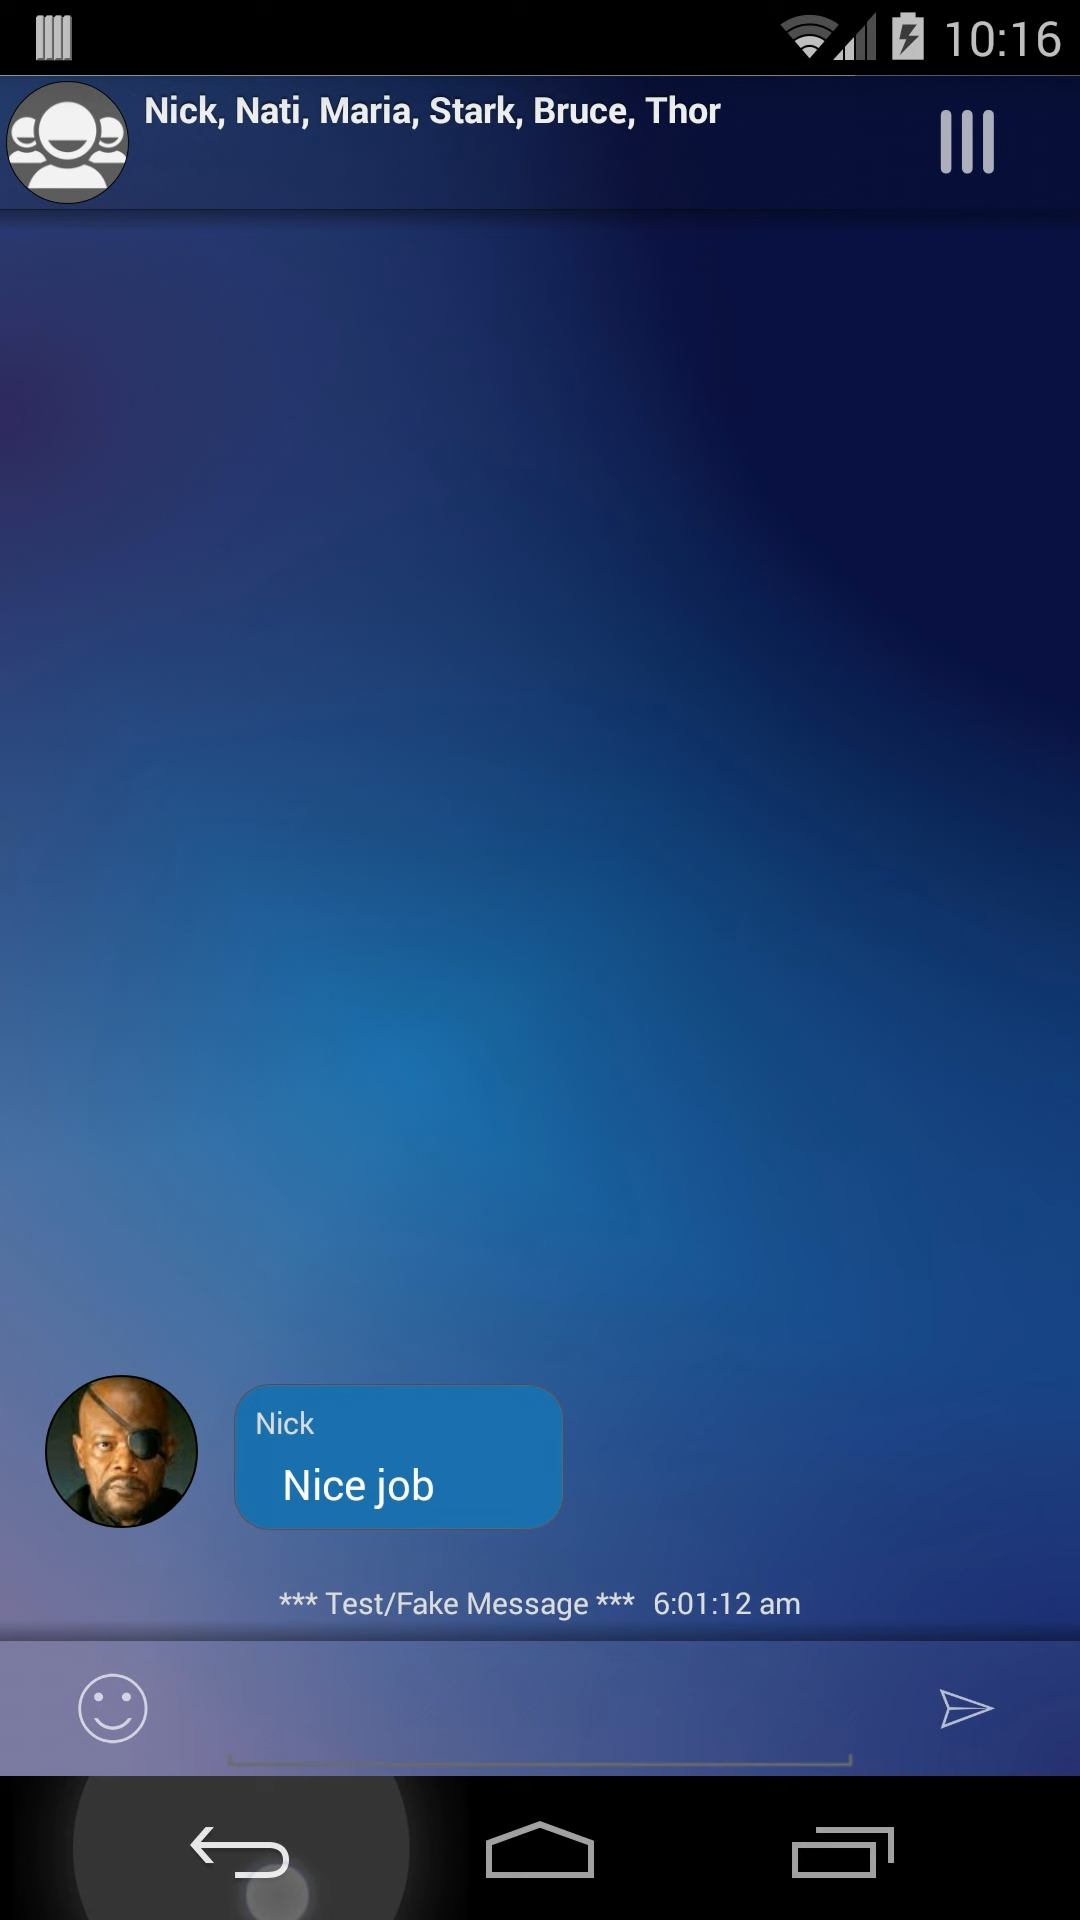 10:16
Nick, Nati, Maria, Stark, Bruce, Thor
Nick
Nice job
*** Test/Fake Message *** 6:01:12 am